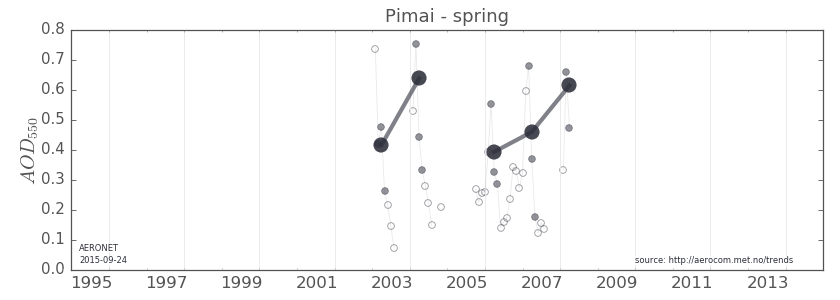 Pimai - spring
0.8
0.7
0.6
0.5
0.4
0.3
0.2
0.1
0.0
AOD550
AERONET
2015-09-24
source: http://aerocom.met.no/trends
1995 1997 1999 2001 2003 2005 2007 2009 2011 2013